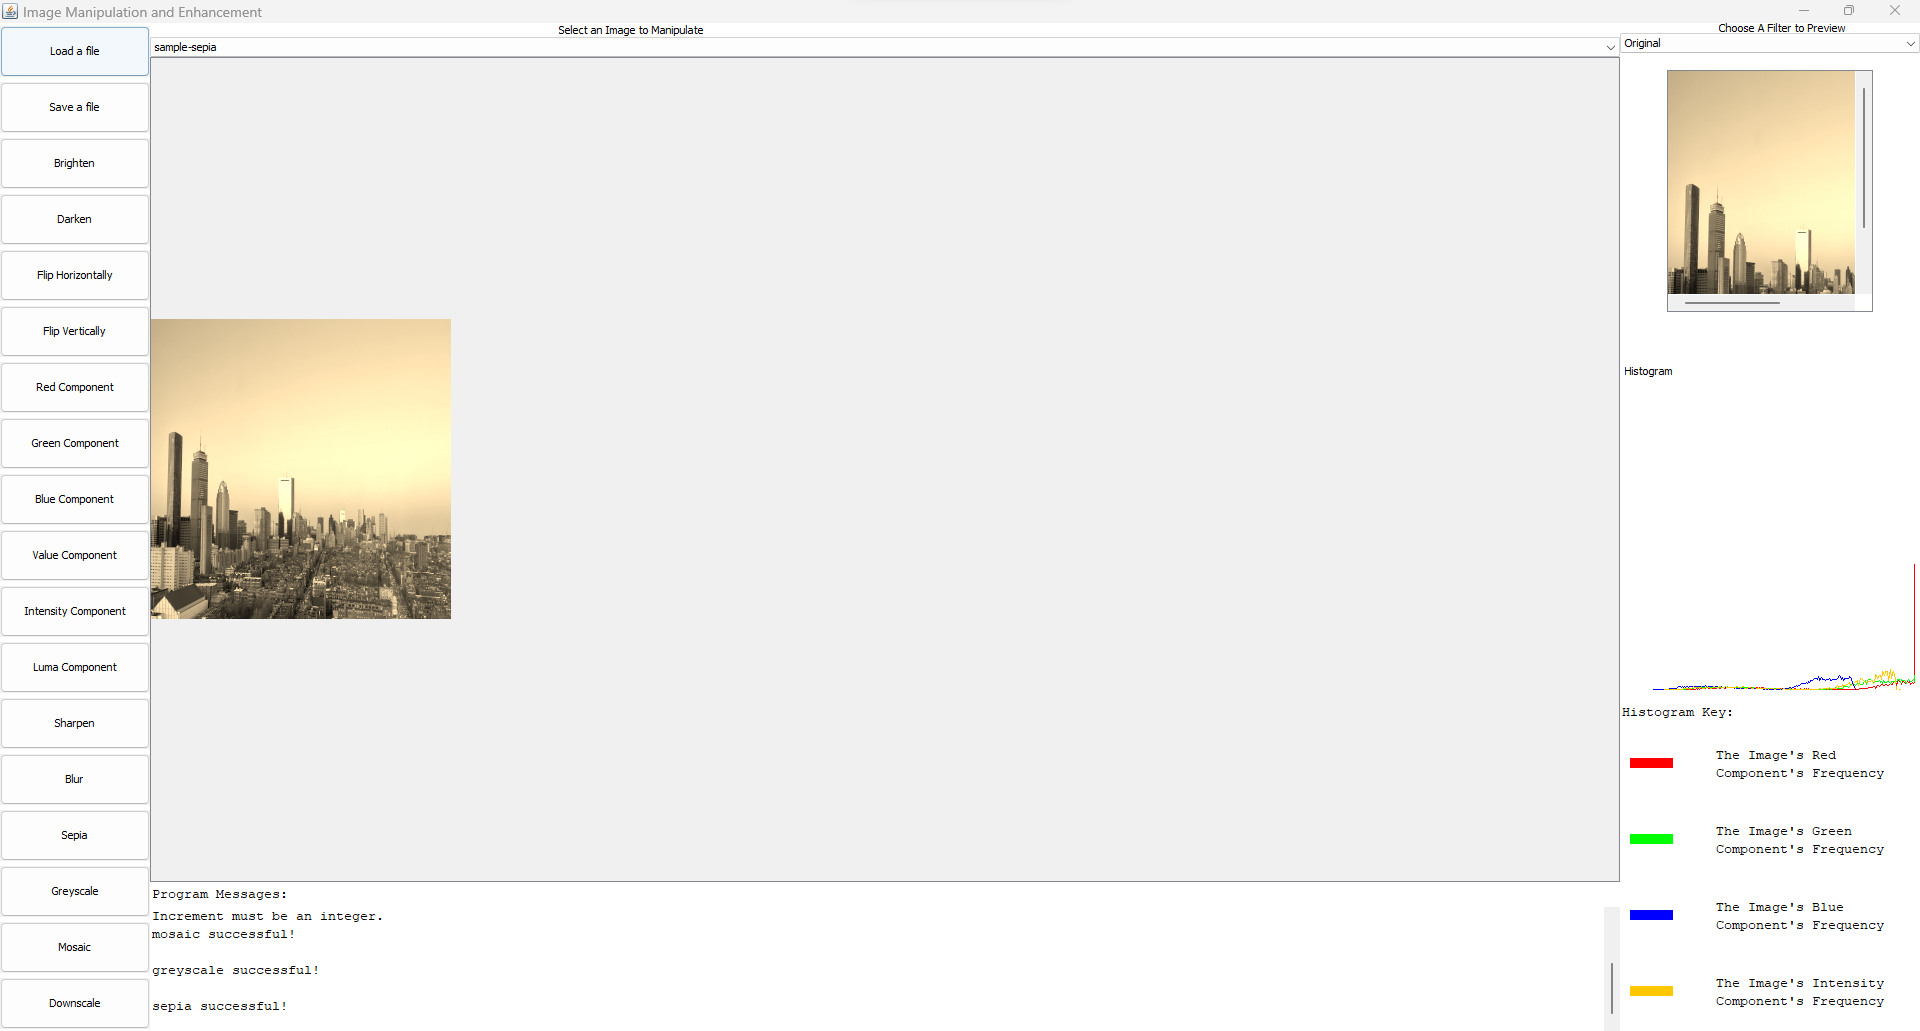 Image Manipulation and Enhancement
Load a file
Save a file
Brighten
Darken
Flip Horizontally
Flip Vertically
Red Component
Green Component
Blue Component
Value Component
Intensity Component
Luma Component
Sharpen
Blur
Sepia
Greyscale
Mosaic
Downscale
Select an Image to Manipulate
sample-sepia
Program Messages:
Increment must be an integer.
mosaic successful!
greyscale successful!
sepia successful!
Choose A Filter to Preview
Original
Histogram
Histogram Key:
The Image's Red
Component's Frequency
The Image's Green
Component's Frequency
The Image's Blue
Component's Frequency
The Image's Intensity
Component's Frequency